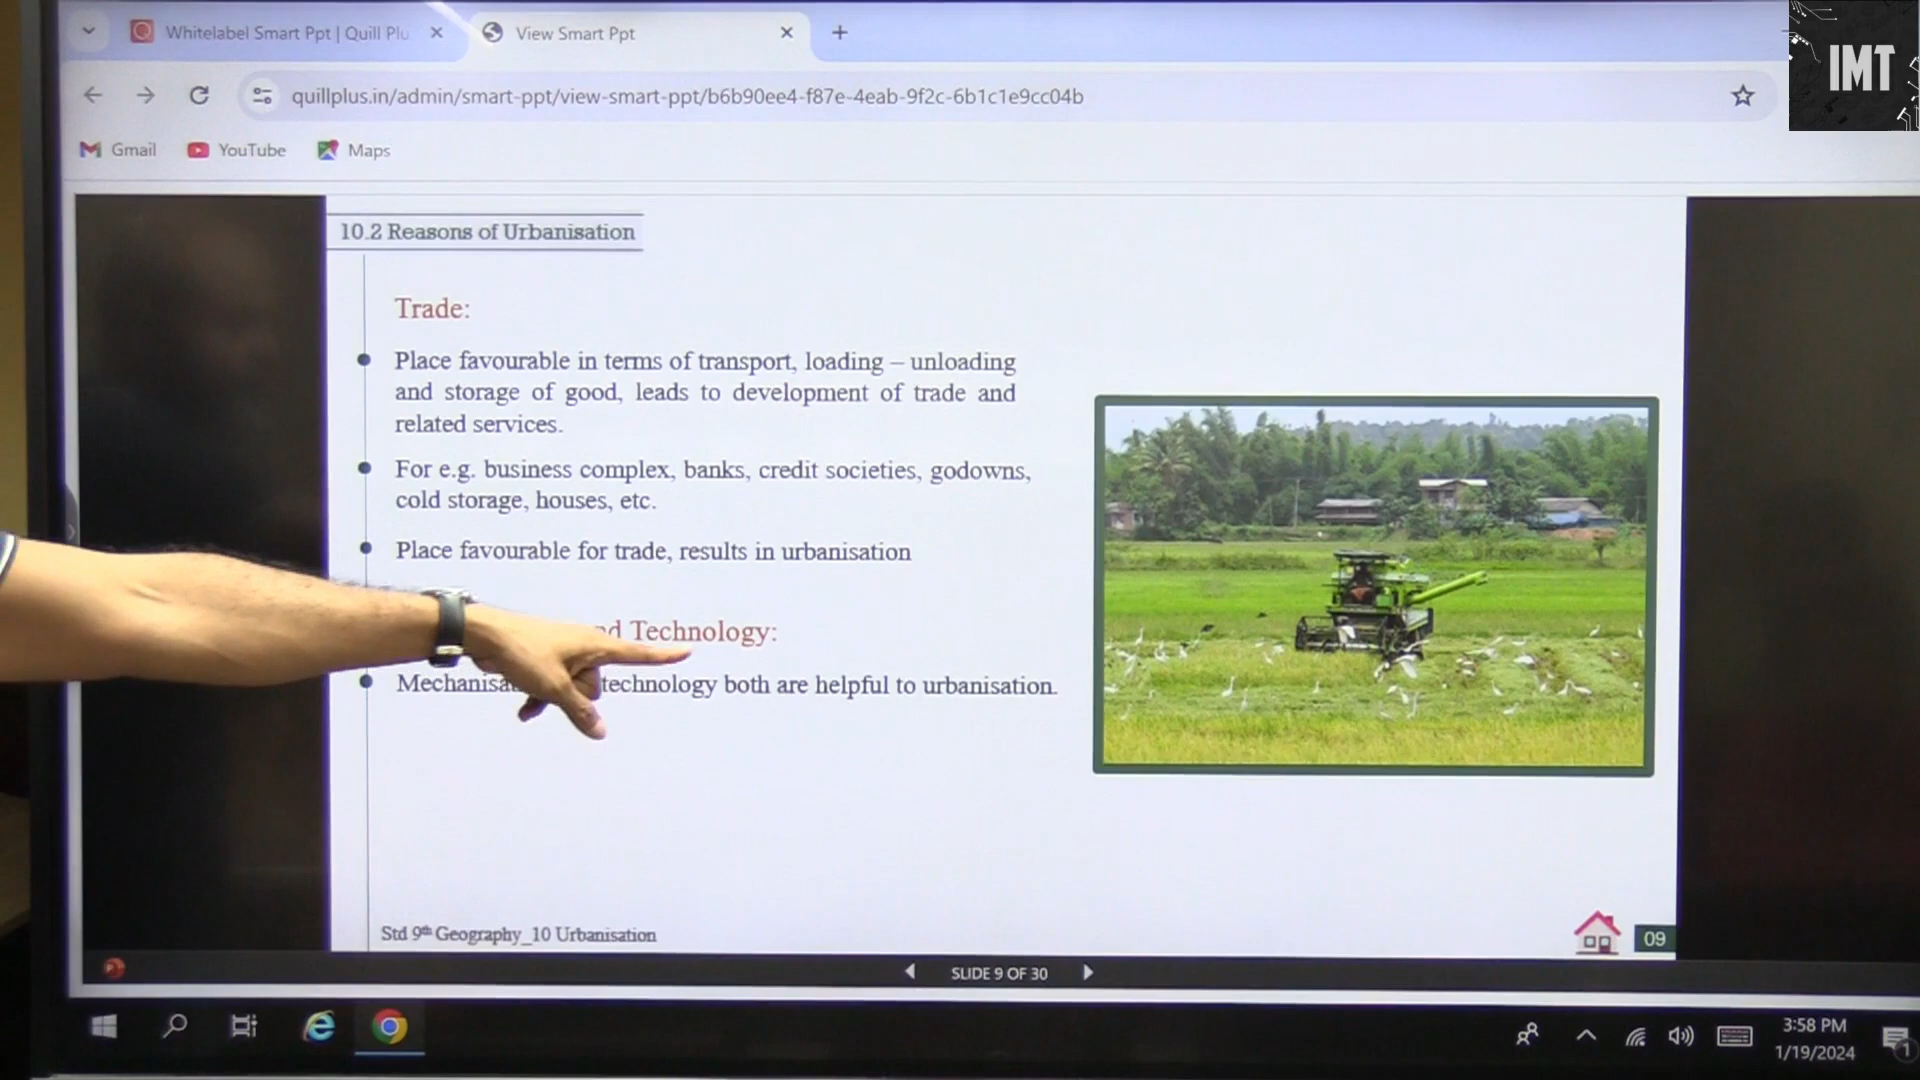 Whitelabel Smart Ppt | Quill Plu
View Smart Ppt
IMT
quillplus.in/admin/smart-ppt/view-smart-ppt/b6b90ee4-f87e-4eab-9f2c-6b1c1e9cc04b
Gmail YouTube Maps
10.2 Reasons of Urbanisation
Trade:
Place favourable in terms of transport, loading – unloading
and storage of good, leads to development of trade and
related services.
For e.g. business complex, banks, credit societies, godowns,
cold storage, houses, etc.
Place favourable for trade, results in urbanisation
Technology:
technology both are helpful to urbanisation.
Std 9th Geography_10 Urbanisation
09
SLIDE 9 OF 30
3:58 PM
1/19/2024
1